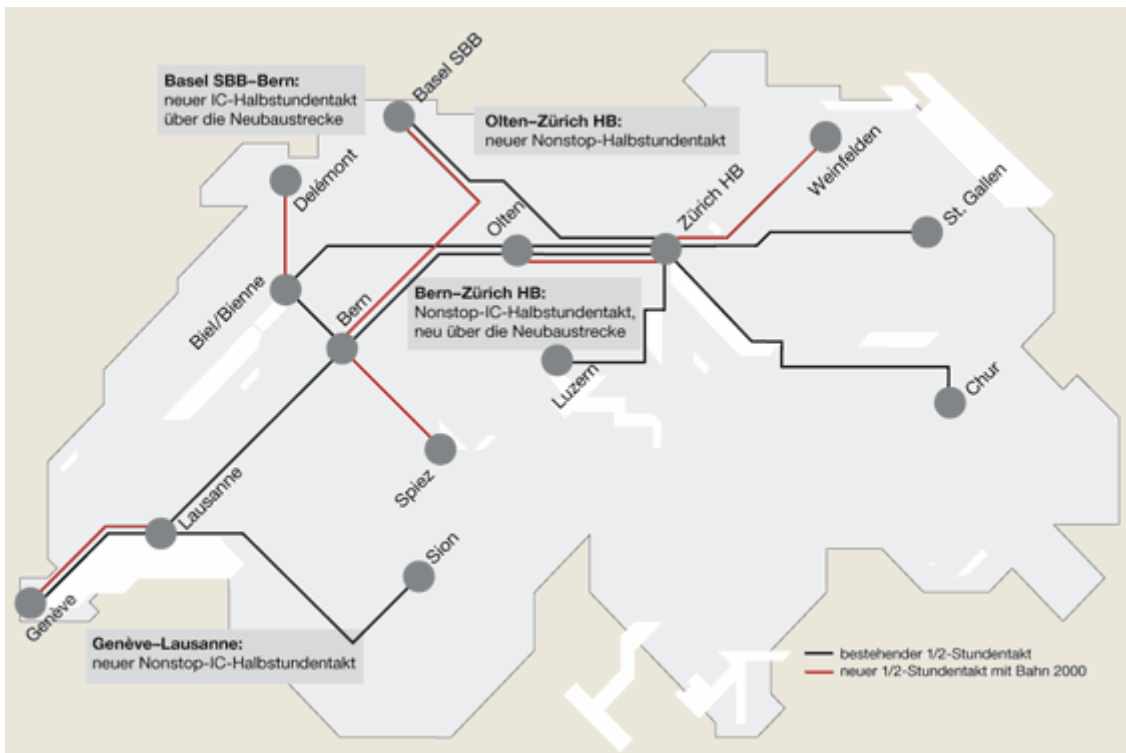 Basel SBB–Bern:
neuer IC-Halbstundentakt
über die Neubaustrecke
Basel SBB
Olten–Zürich HB:
neuer Nonstop-Halbstundentakt
Delémont
Weinfelden
Zürich HB
St. Gallen
Olten
Biel/Bienne
Bern
Bern–Zürich HB:
Nonstop-IC-Halbstundentakt,
neu über die Neubaustrecke
Luzern
Chur
Spiez
Lausanne
Sion
Genève
Genève–Lausanne:
neuer Nonstop-IC-Halbstundentakt
bestehender 1/2-Stundentakt
neuer 1/2-Stundentakt mit Bahn 2000